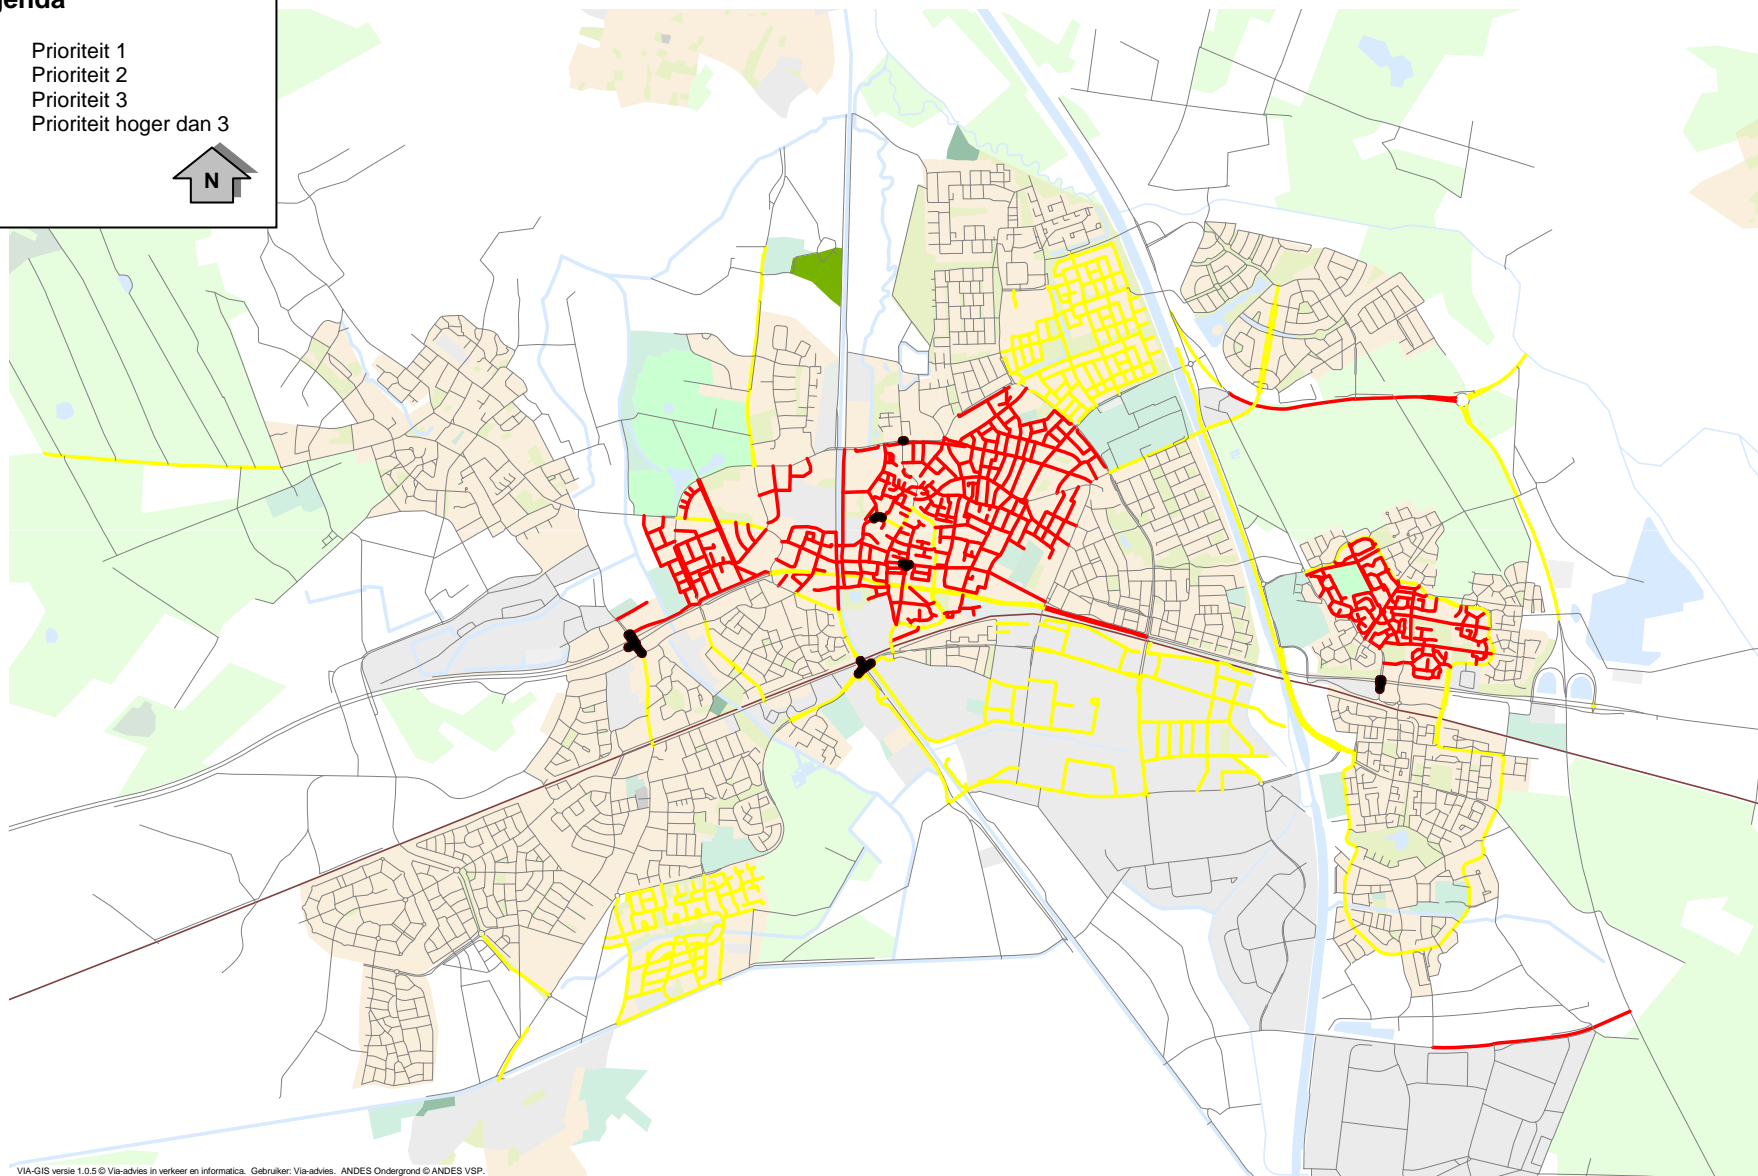 enda
Prioriteit 1
Prioriteit 2
Prioriteit 3
Prioriteit hoger dan 3
N
VIA-GIS versie 1.0.5 © Via-advies in verkeer en informatica. Gebruiker: Via-advies. ANDES Ondergrond © ANDES VSP.